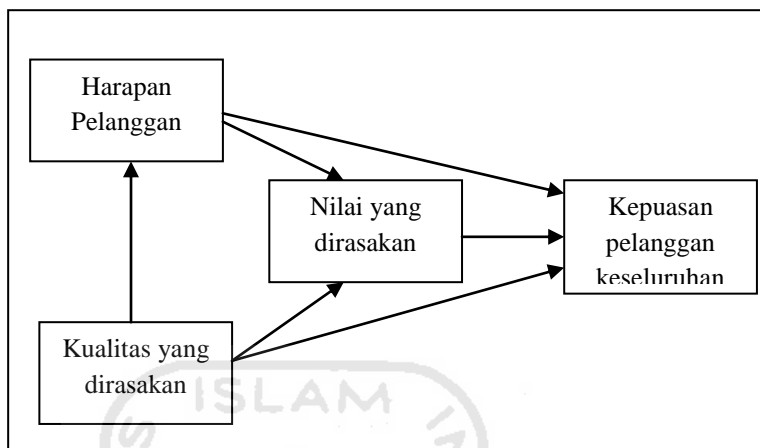 Harapan
Pelanggan
Nilai yang
dirasakan
Kepuasan
pelanggan
keseluruhan
Kualitas yang
dirasakan
ISLAM